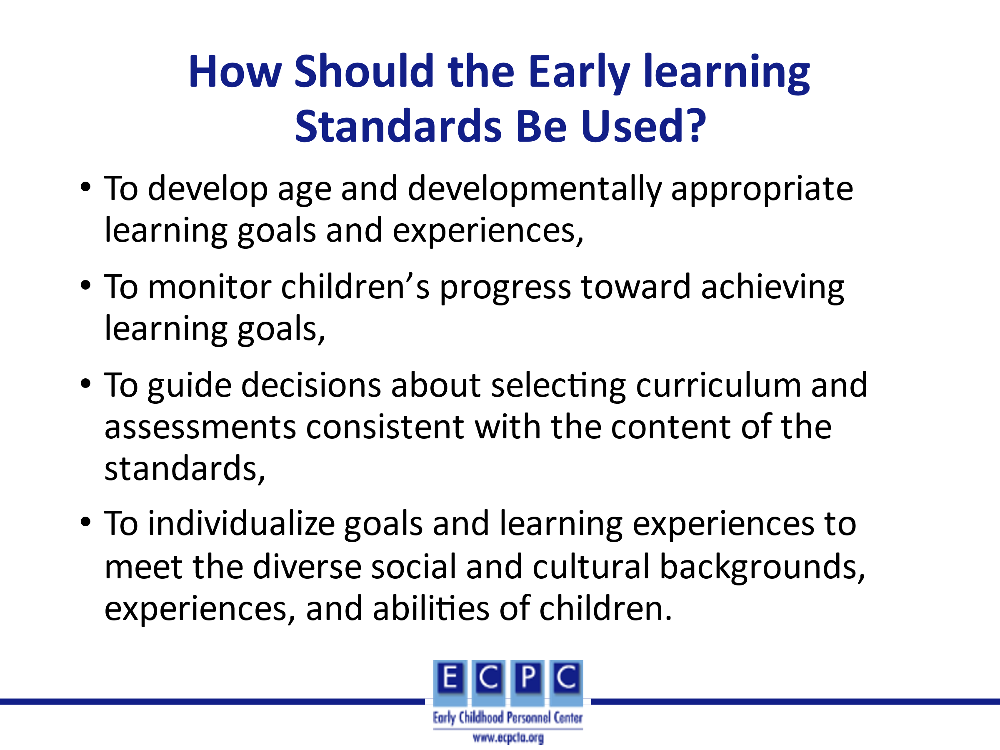 How Should the Early learning
Standards Be Used?
• To develop age and developmentally appropriate
learning goals and experiences,
• To monitor children’s progress toward achieving
learning goals,
• To guide decisions about selecting curriculum and
assessments consistent with the content of the
standards,
• To individualize goals and learning experiences to
meet the diverse social and cultural backgrounds,
experiences, and abilities of children.
E C P C
Early Childhood Personnel Center
www.ecpcta.org